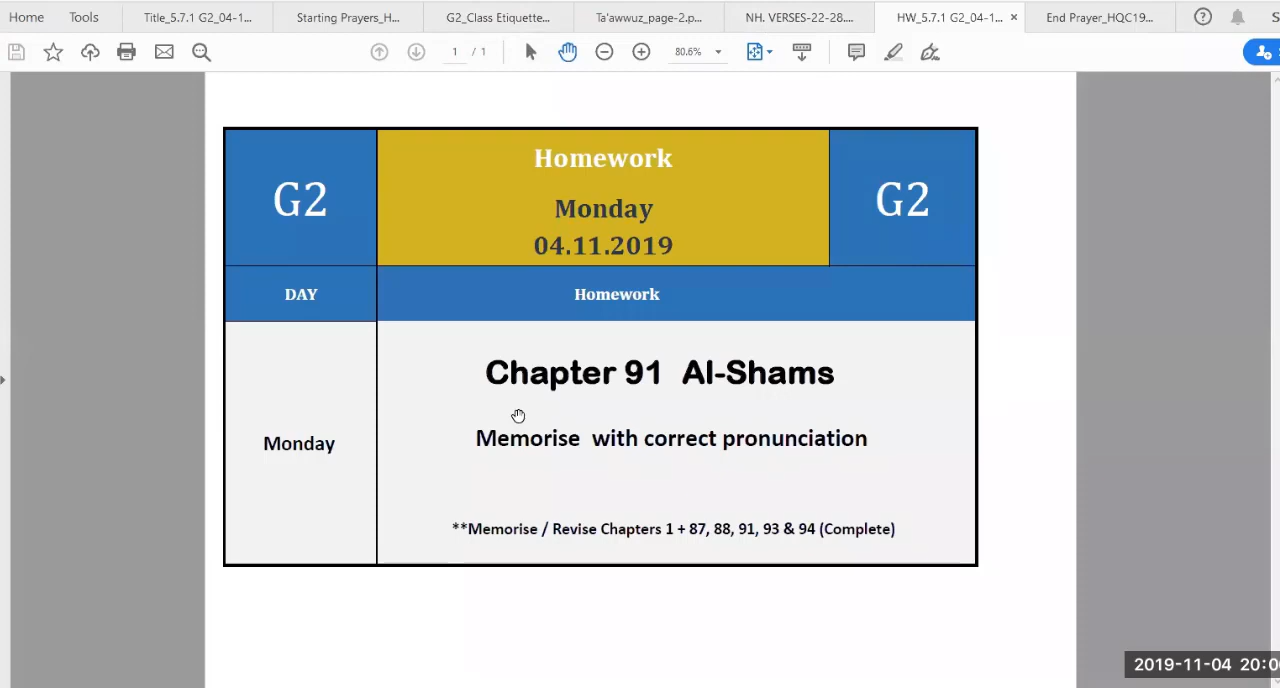 Home Tools Title_5.7.1 G2_04-1... Starting Prayers_H... G2_Class Etiquette... Ta'awwuz_page-2.p... NH. VERSES-22-28.... HW_5.7.1 G2_04-1... × End Prayer_HQC19...
1 / 1 80.6%
G2
Homework
Monday
04.11.2019
G2
DAY Homework
Monday
Chapter 91 Al-Shams
Memorise with correct pronunciation
**Memorise / Revise Chapters 1 + 87, 88, 91, 93 & 94 (Complete)
2019-11-04